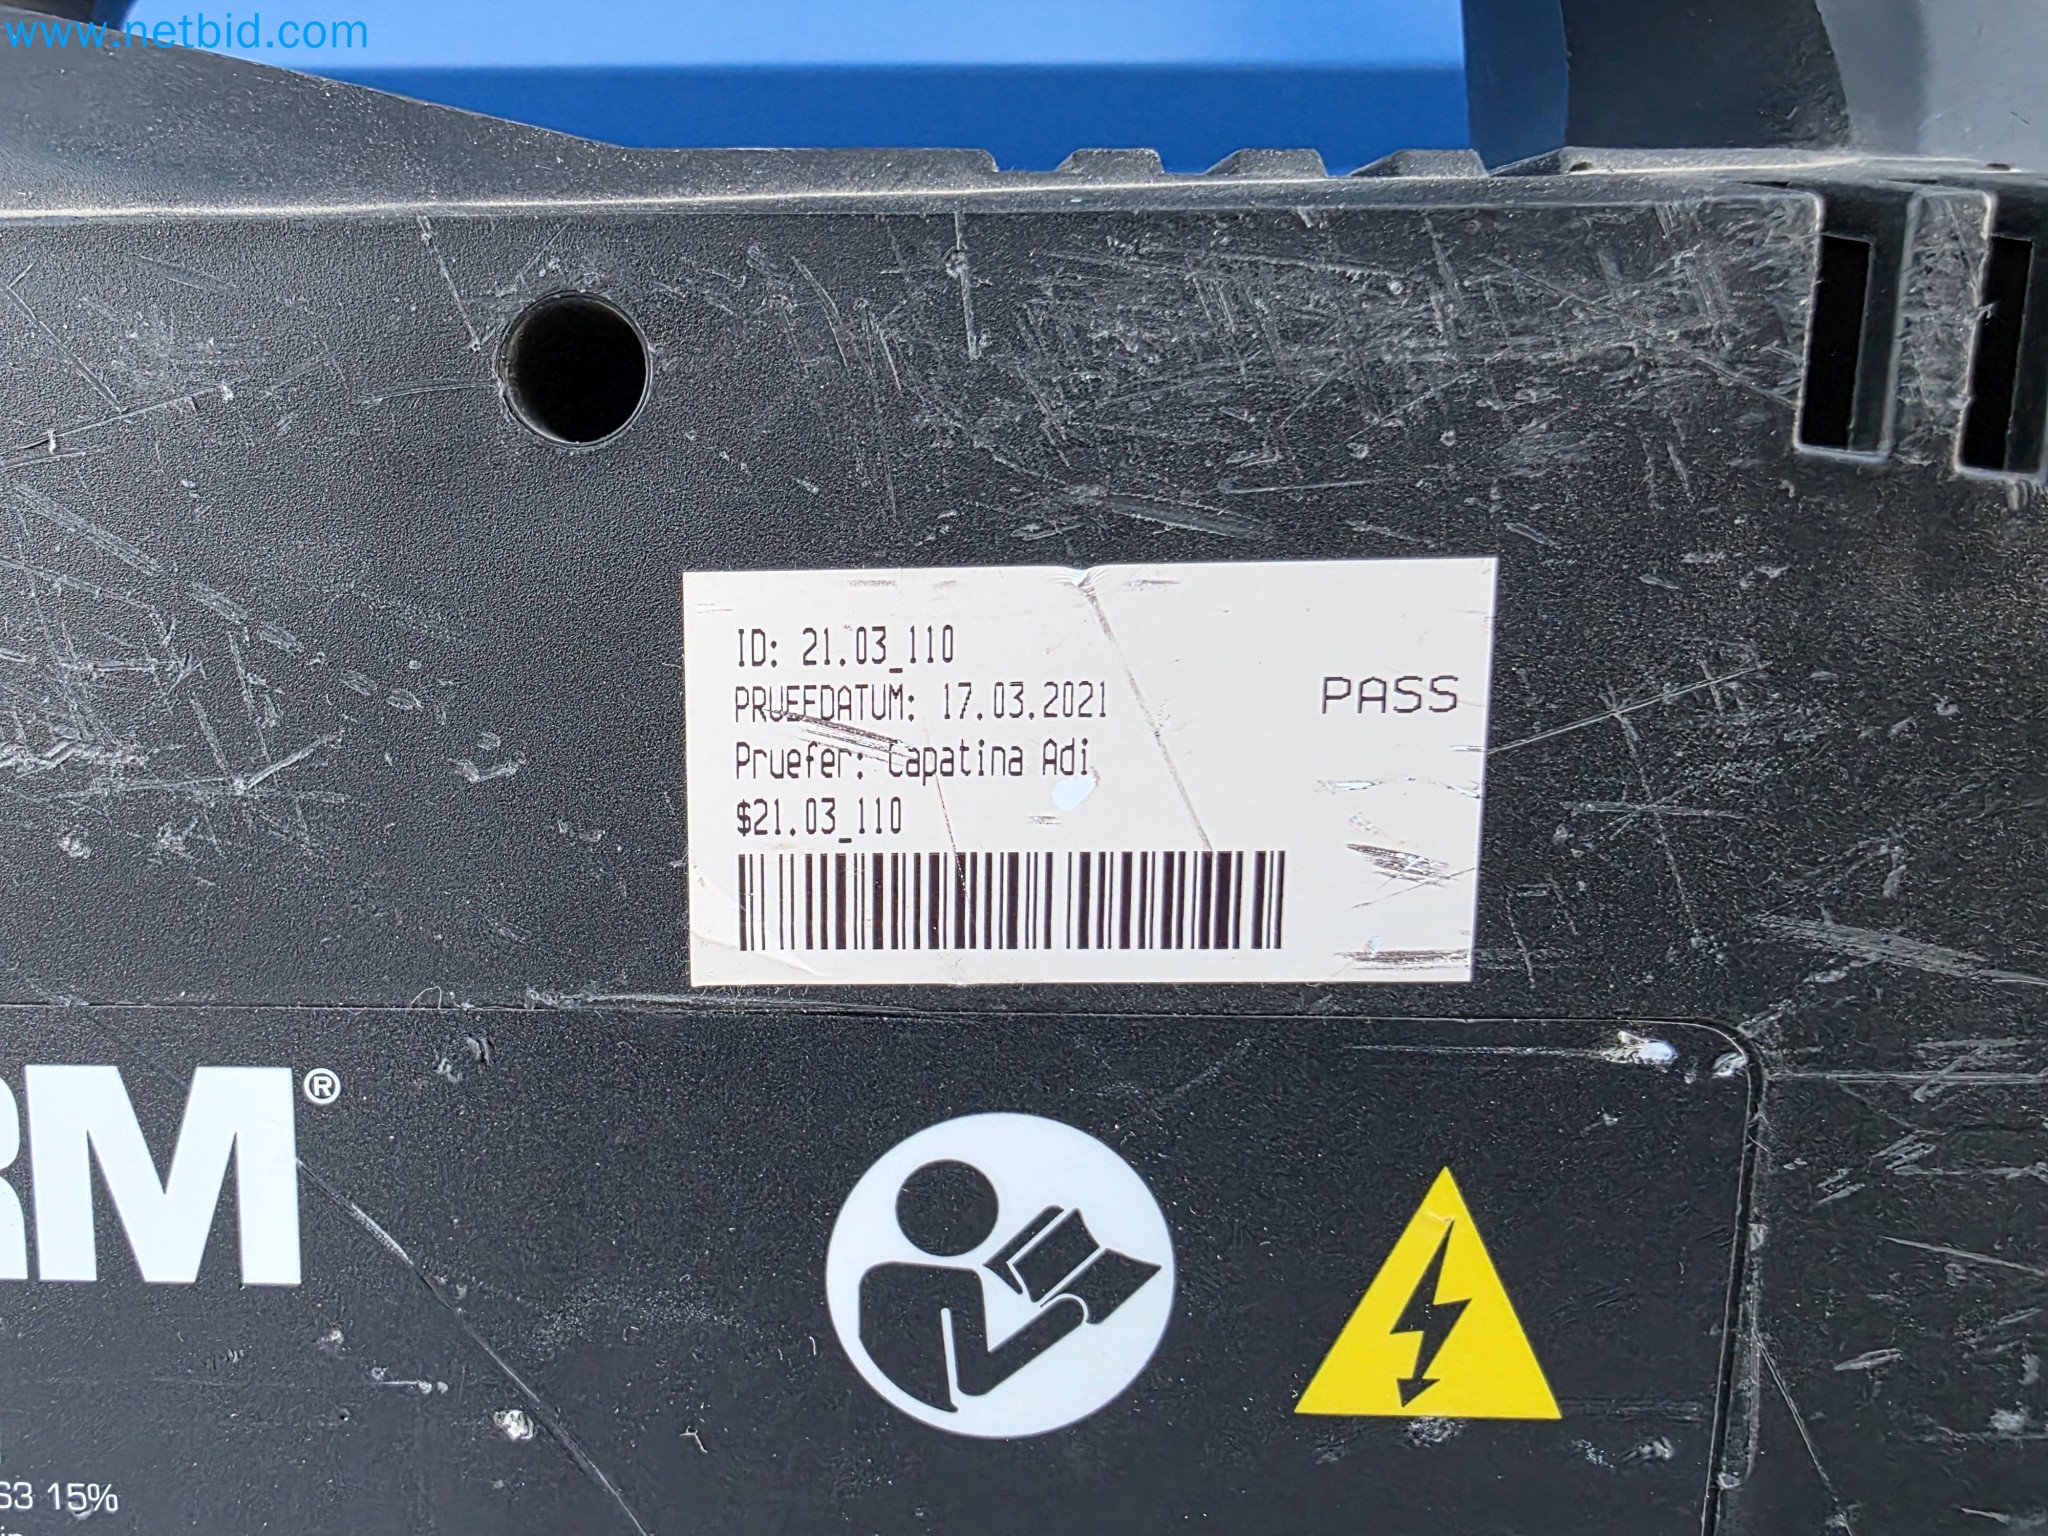 www.netbid.com
ID: 21.03_110
PRUEFDATUM: 17.03.2021
PASS
Pruefer: Capatina Adi
$21.03_110
RM®
S3 15%